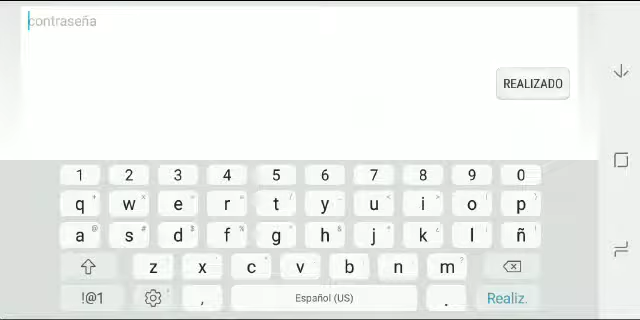 contraseña
REALIZADO
1 2 3 4 5 6 7 8 9 0
q w e r t y u i o p
a s d f g h j k l ñ
z x c v b n m
!@1 , Español (US) . Realiz.